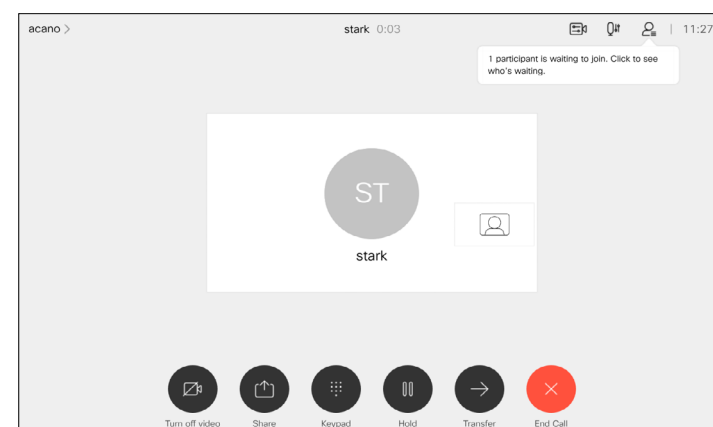 acano >
stark 0:03
11:27
1 participant is waiting to join. Click to see
who's waiting.
ST
stark
Turn off video
Share
Keypad
Hold
Transfer
End Call